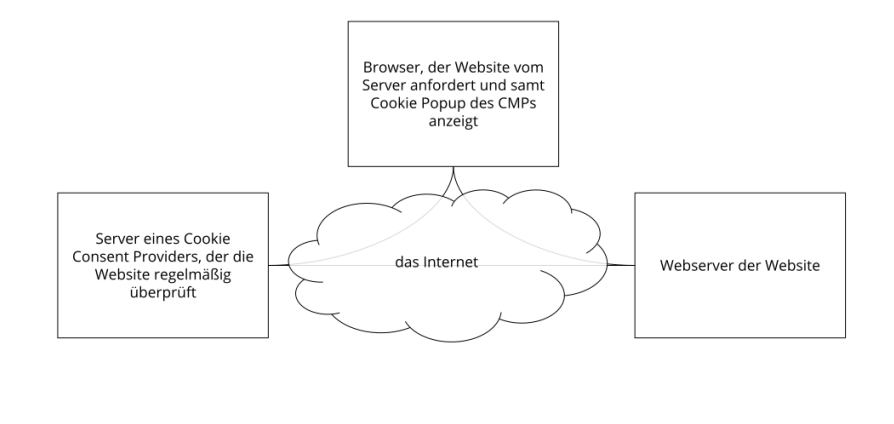 Browser, der Website vom
Server anfordert und samt
Cookie Popup des CMPs
anzeigt
Server eines Cookie
Consent Providers, der die
Website regelmäßig
überprüft
das Internet
Webserver der Website